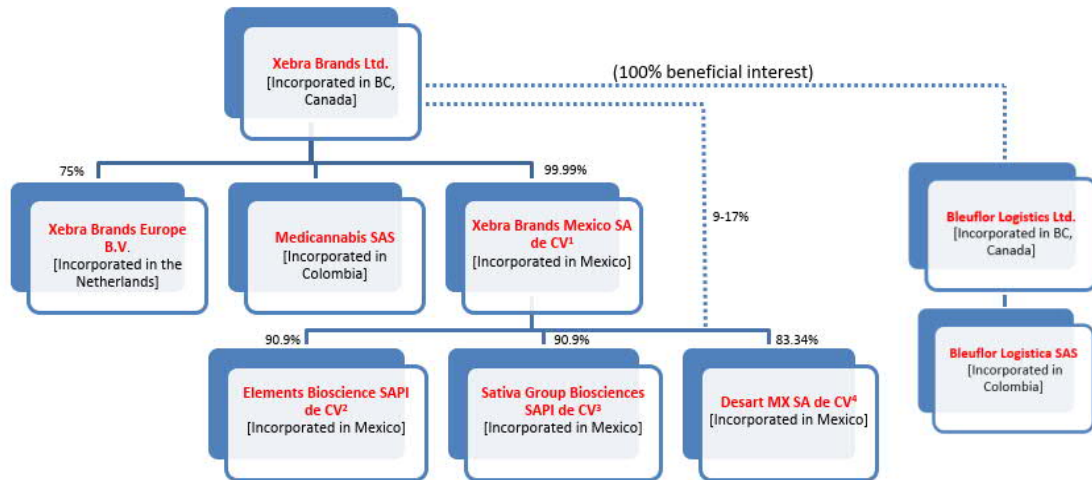 Xebra Brands Ltd.
[Incorporated in BC,
Canada]
(100% beneficial interest)
75%
99.99%
9-17%
Xebra Brands Europe
B.V.
[Incorporated in the
Netherlands]
Medicannabis SAS
[Incorporated in
Colombia]
Xebra Brands Mexico SA
de CV¹
[Incorporated in Mexico]
Bleuflor Logistics Ltd.
[Incorporated in BC,
Canada]
90.9%
90.9%
83.34%
Elements Bioscience SAPI
de CV²
[Incorporated in Mexico]
Sativa Group Biosciences
SAPI de CV³
[Incorporated in Mexico]
Desart MX SA de CV⁴
[Incorporated in Mexico]
Bleuflor Logistica SAS
[Incorporated in
Colombia]